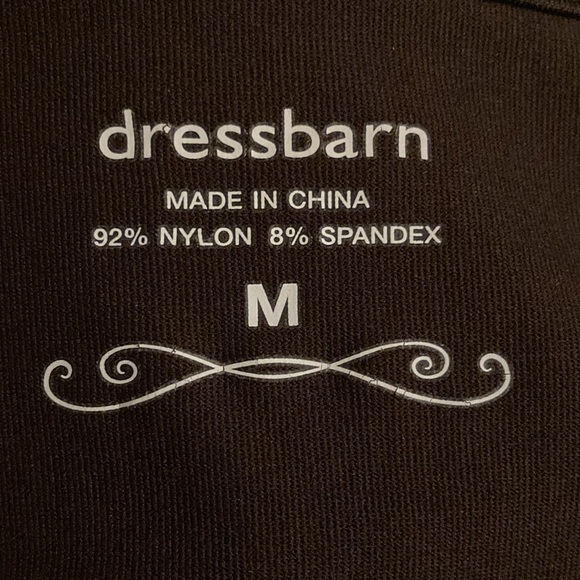 dressbarn
MADE IN CHINA
92% NYLON 8% SPANDEX
M